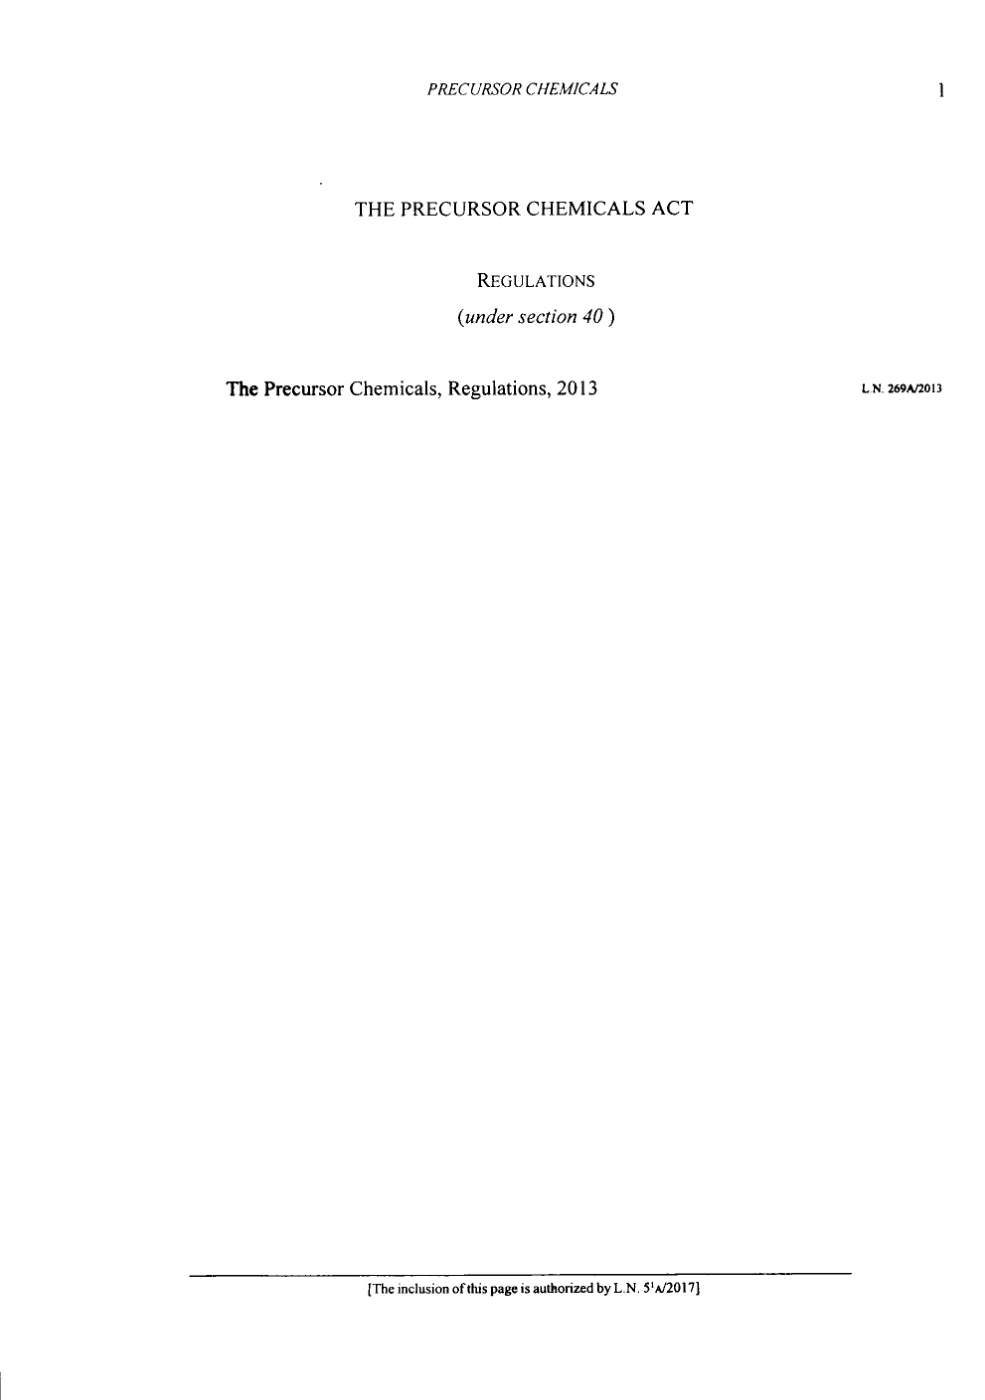 PRECURSOR CHEMICALS 1
THE PRECURSOR CHEMICALS ACT
REGULATIONS
(under section 40 )
The Precursor Chemicals, Regulations, 2013 L.N. 269A/2013
[The inclusion of this page is authorized by L.N. 5¹A/2017]